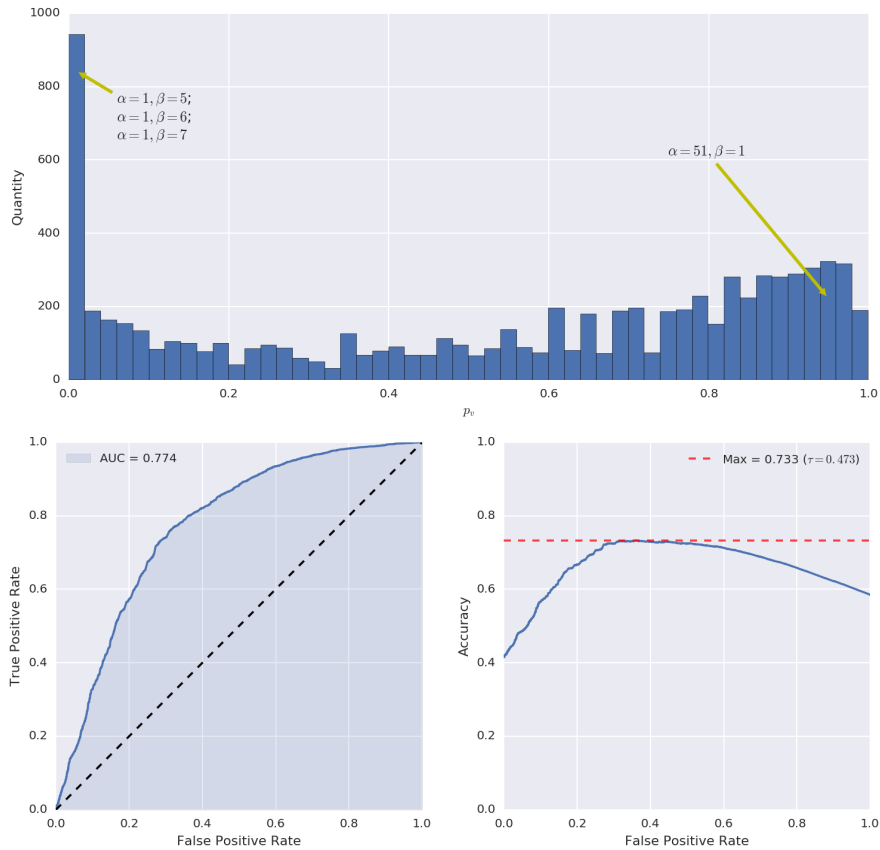 1000
800
600
400
200
0
Quantity
α = 1, β = 5;
α = 1, β = 6;
α = 1, β = 7
α = 51, β = 1
0.0 0.2 0.4 0.6 0.8 1.0
p_v
1.0
0.8
0.6
0.4
0.2
0.0
True Positive Rate
AUC = 0.774
0.0 0.2 0.4 0.6 0.8 1.0
False Positive Rate
1.0
0.8
0.6
0.4
0.2
0.0
Accuracy
Max = 0.733 (τ = 0.473)
0.0 0.2 0.4 0.6 0.8 1.0
False Positive Rate